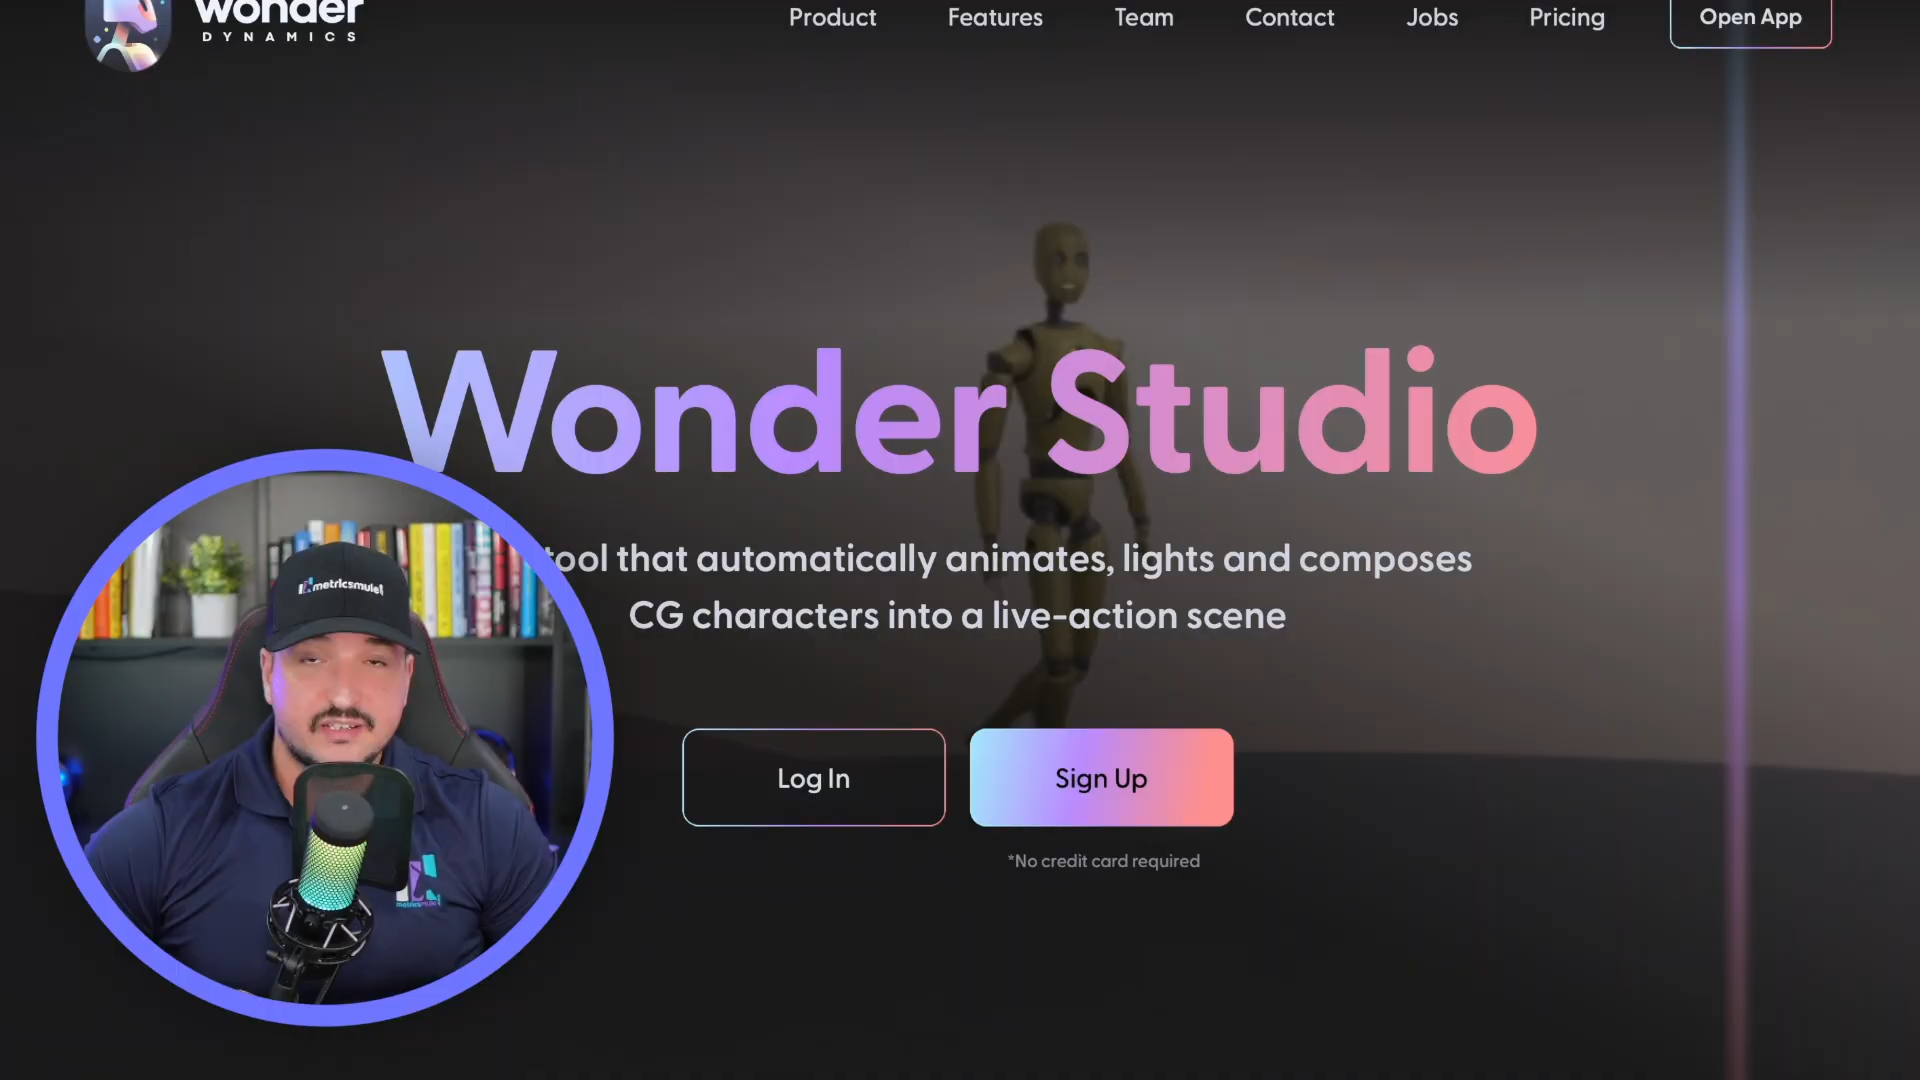 wonder
DYNAMICS
Product
Features
Team
Contact
Jobs
Pricing
Open App
Wonder Studio
tool that automatically animates, lights and composes
CG characters into a live-action scene
metricsmule
Log In
Sign Up
*No credit card required